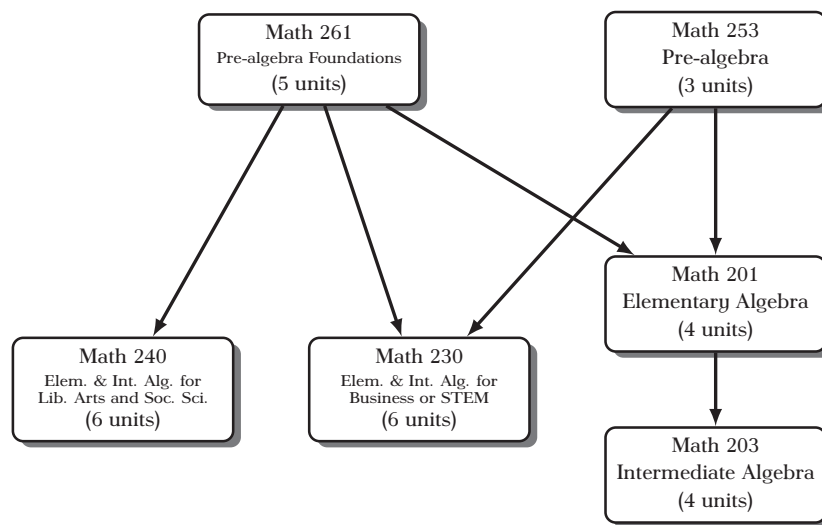 Math 261
Pre-algebra Foundations
(5 units)
Math 253
Pre-algebra
(3 units)
Math 201
Elementary Algebra
(4 units)
Math 240
Elem. & Int. Alg. for
Lib. Arts and Soc. Sci.
(6 units)
Math 230
Elem. & Int. Alg. for
Business or STEM
(6 units)
Math 203
Intermediate Algebra
(4 units)